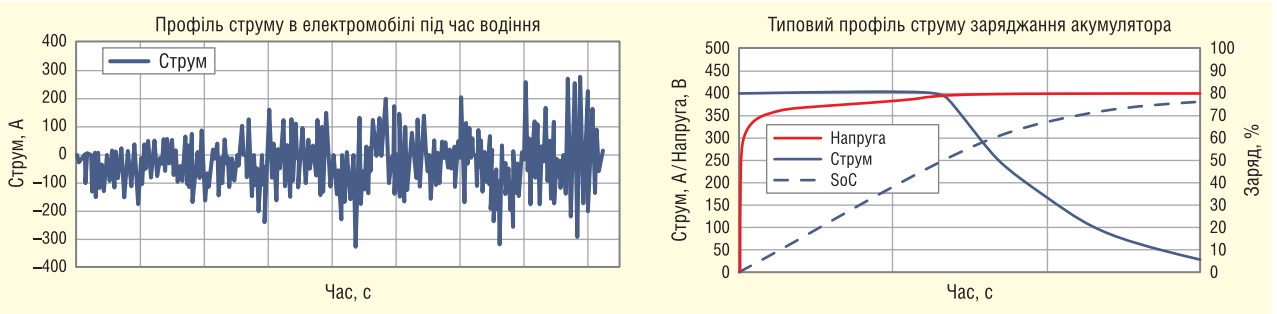 Профіль струму в електромобілі під час водіння
Струм, А
400
300
200
100
0
–100
–200
–300
–400
Струм
Час, с
Типовий профіль струму заряджання акумулятора
Струм, А / Напруга, В
500
450
400
350
300
250
200
150
100
50
0
Напруга
Струм
SoC
100
90
80
70
60
50
40
30
20
10
0
Заряд, %
Час, с